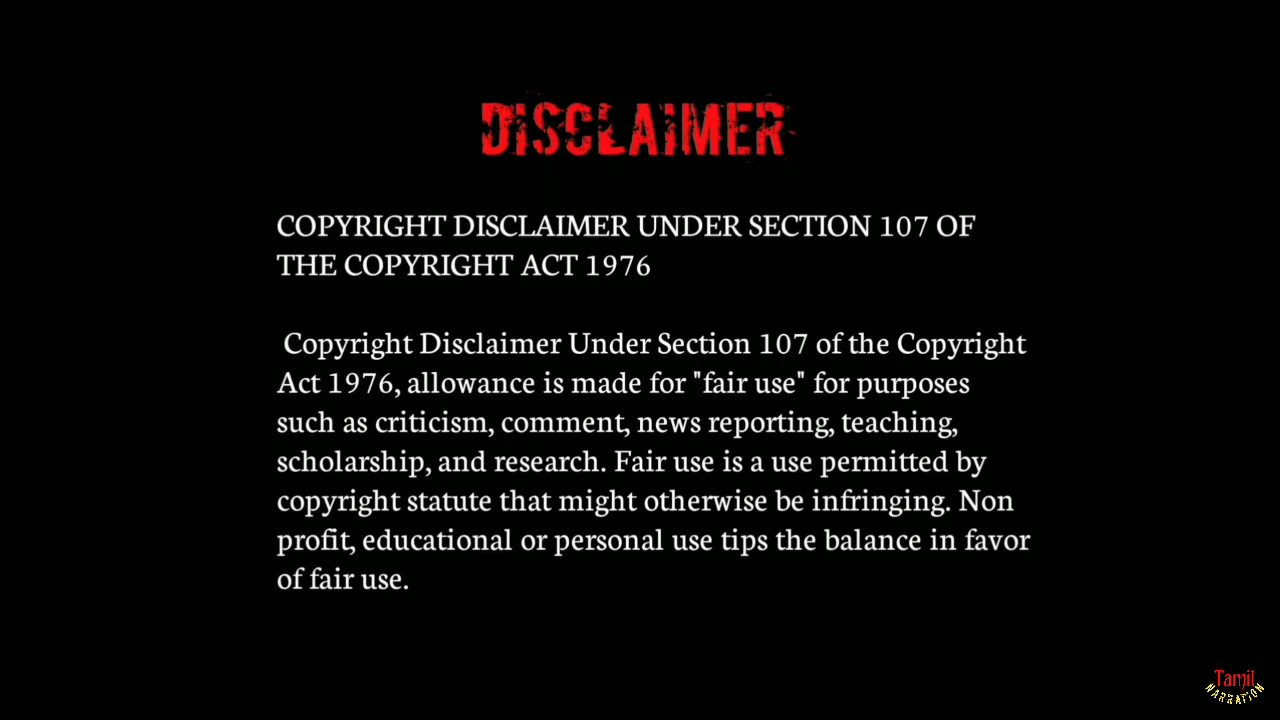 DISCLAIMER
COPYRIGHT DISCLAIMER UNDER SECTION 107 OF
THE COPYRIGHT ACT 1976
Copyright Disclaimer Under Section 107 of the Copyright
Act 1976, allowance is made for "fair use" for purposes
such as criticism, comment, news reporting, teaching,
scholarship, and research. Fair use is a use permitted by
copyright statute that might otherwise be infringing. Non
profit, educational or personal use tips the balance in favor
of fair use.
Tamil
NARRATION